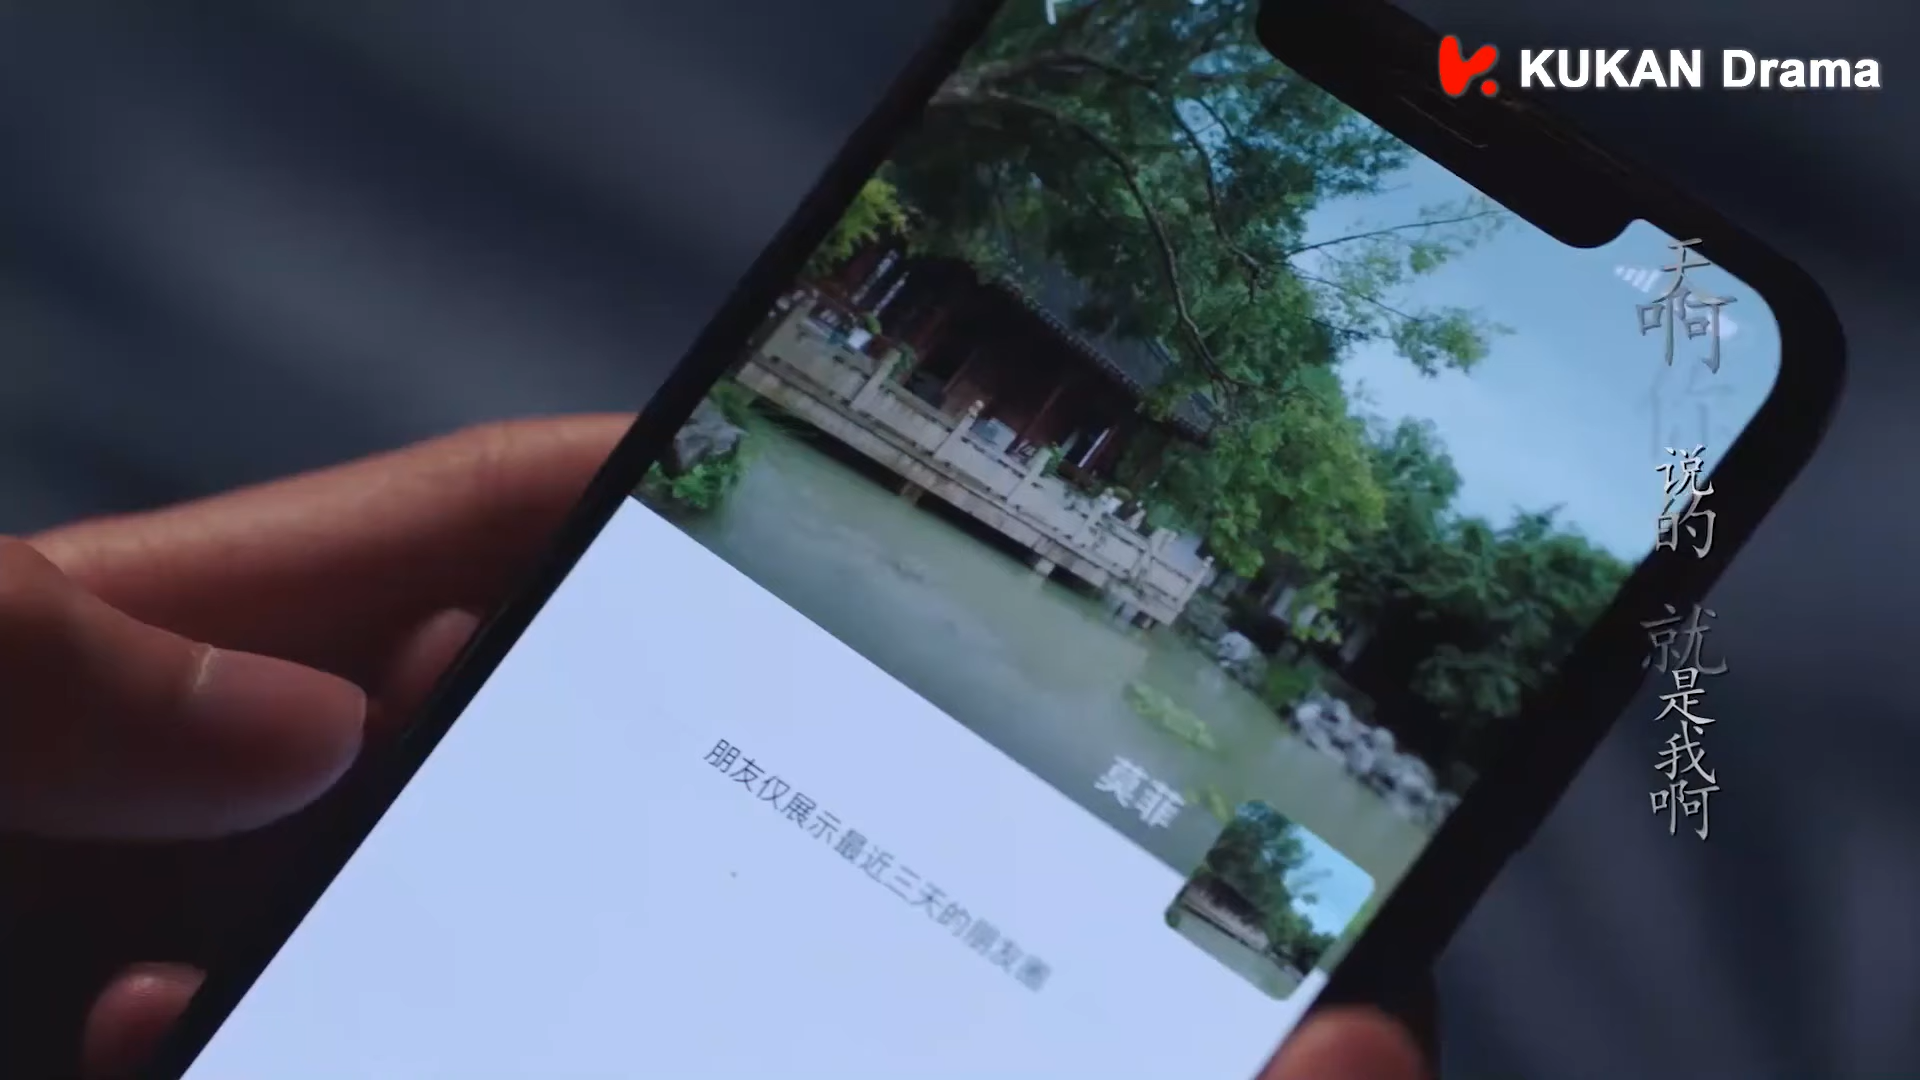 KUKAN Drama
天啊
你
说的
就是我啊
莫菲
朋友仅展示最近三天的朋友圈